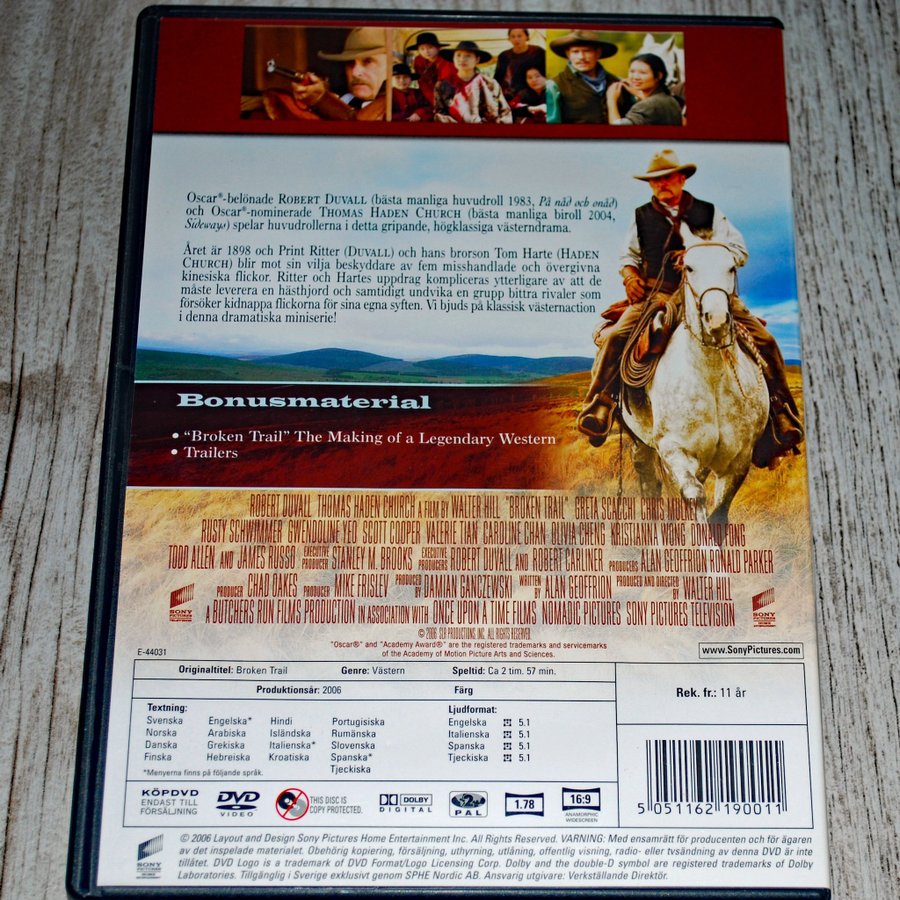 Oscar®-belönade ROBERT DUVALL (bästa manliga huvudroll 1983, På nåd och onåd)
och Oscar®-nominerade THOMAS HADEN CHURCH (bästa manliga biroll 2004,
Sideways) spelar huvudrollerna i detta gripande, högklassiga västerndrama.
Året är 1898 och Print Ritter (DUVALL) och hans brorson Tom Harte (HADEN
CHURCH) blir mot sin vilja beskyddare av fem misshandlade och övergivna
kinesiska flickor. Ritter och Hartes uppdrag kompliceras ytterligare av att de
måste leverera en hästhjord och samtidigt undvika en grupp bittra rivaler som
försöker kidnappa flickorna för sina egna syften. Vi bjuds på klassisk västernaction
i denna dramatiska miniserie!
Bonusmaterial
• “Broken Trail” The Making of a Legendary Western
• Trailers
ROBERT DUVALL THOMAS HADEN CHURCH A FILM BY WALTER HILL "BROKEN TRAIL" GRETA SCACCHI CHRIS MULKEY
RUSTY SCHWIMMER GWENDOLINE YEO SCOTT COOPER VALERIE TIAN CAROLINE CHAN OLIVIA CHENG KRISTIANNA WONG DONALD FONG
TODD ALLEN AND JAMES RUSSO EXECUTIVE PRODUCER STANLEY M. BROOKS EXECUTIVE PRODUCERS ROBERT DUVALL AND ROBERT CARLINER PRODUCERS ALAN GEOFFRION RONALD PARKER
PRODUCER CHAD OAKES PRODUCER MIKE FRISLEV PRODUCED BY DAMIAN GANCZEWSKI WRITTEN BY ALAN GEOFFRION PRODUCED AND DIRECTED BY WALTER HILL
A BUTCHERS RUN FILMS PRODUCTION IN ASSOCIATION WITH ONCE UPON A TIME FILMS NOMADIC PICTURES SONY PICTURES TELEVISION
SONY PICTURES
SONY PICTURES
© 2006 SLR PRODUCTIONS INC. ALL RIGHTS RESERVED.
"Oscar®" and "Academy Award®" are the registered trademarks and servicemarks
of the Academy of Motion Picture Arts and Sciences.
www.SonyPictures.com
E-44031
Originaltitel: Broken Trail Genre: Västern Speltid: Ca 2 tim. 57 min.
Produktionsår: 2006 Färg
Rek. fr.: 11 år
Textning:
Svenska Engelska* Hindi Portugisiska
Norska Arabiska Isländska Rumänska
Danska Grekiska Italienska* Slovenska
Finska Hebreiska Kroatiska Spanska*
Tjeckiska
*Menyerna finns på följande språk.
Ljudformat:
Engelska 5.1
Italienska 5.1
Spanska 5.1
Tjeckiska 5.1
5 051162 190011
KÖPDVD
ENDAST TILL
FÖRSÄLJNING
DVD
VIDEO
THIS DISC IS
COPY PROTECTED.
DOLBY
DIGITAL
2
PAL
1.78
16:9
ANAMORPHIC
WIDESCREEN
SONY
PICTURES
© 2006 Layout and Design Sony Pictures Home Entertainment Inc. All Rights Reserved. VARNING: Med ensamrätt för producenten och för ägaren
av det inspelade materialet. Obehörig kopiering, försäljning, uthyrning, utlåning, offentlig visning, radio- eller tvsändning av denna DVD är inte
tillåtet. DVD Logo is a trademark of DVD Format/Logo Licensing Corp. Dolby and the double-D symbol are registered trademarks of Dolby
Laboratories. Tillgänglig i Sverige exklusivt genom SPHE Nordic AB. Ansvarig utgivare: Verkställande Direktör.